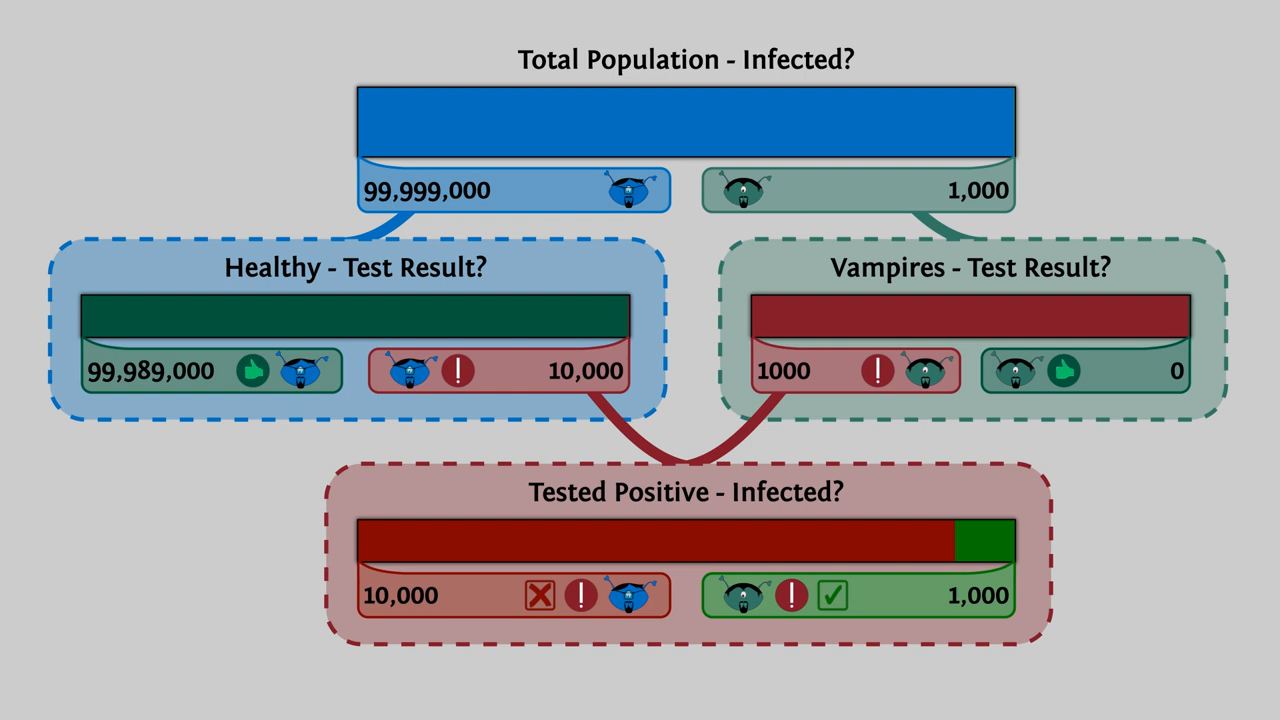 Total Population - Infected?
99,999,000
1,000
Healthy - Test Result?
Vampires - Test Result?
99,989,000
10,000
1000
0
Tested Positive - Infected?
10,000
1,000